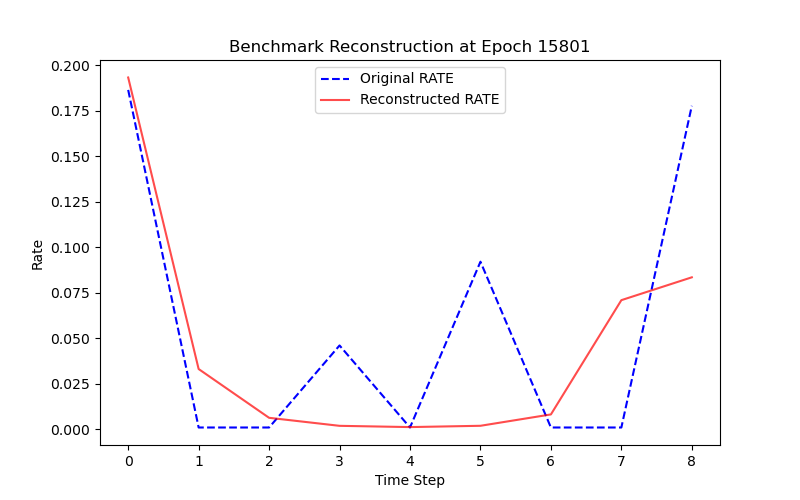 Benchmark Reconstruction at Epoch 15801
Original RATE
Reconstructed RATE
Rate
0.200
0.175
0.150
0.125
0.100
0.075
0.050
0.025
0.000
0 1 2 3 4 5 6 7 8
Time Step